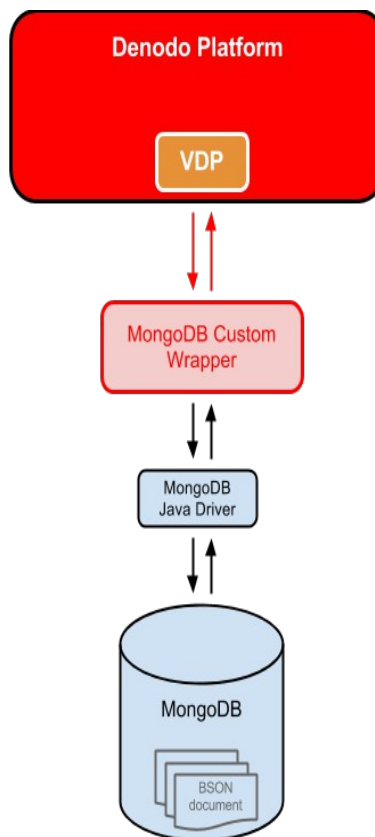 Denodo Platform
VDP
MongoDB Custom
Wrapper
MongoDB
Java Driver
MongoDB
BSON
document